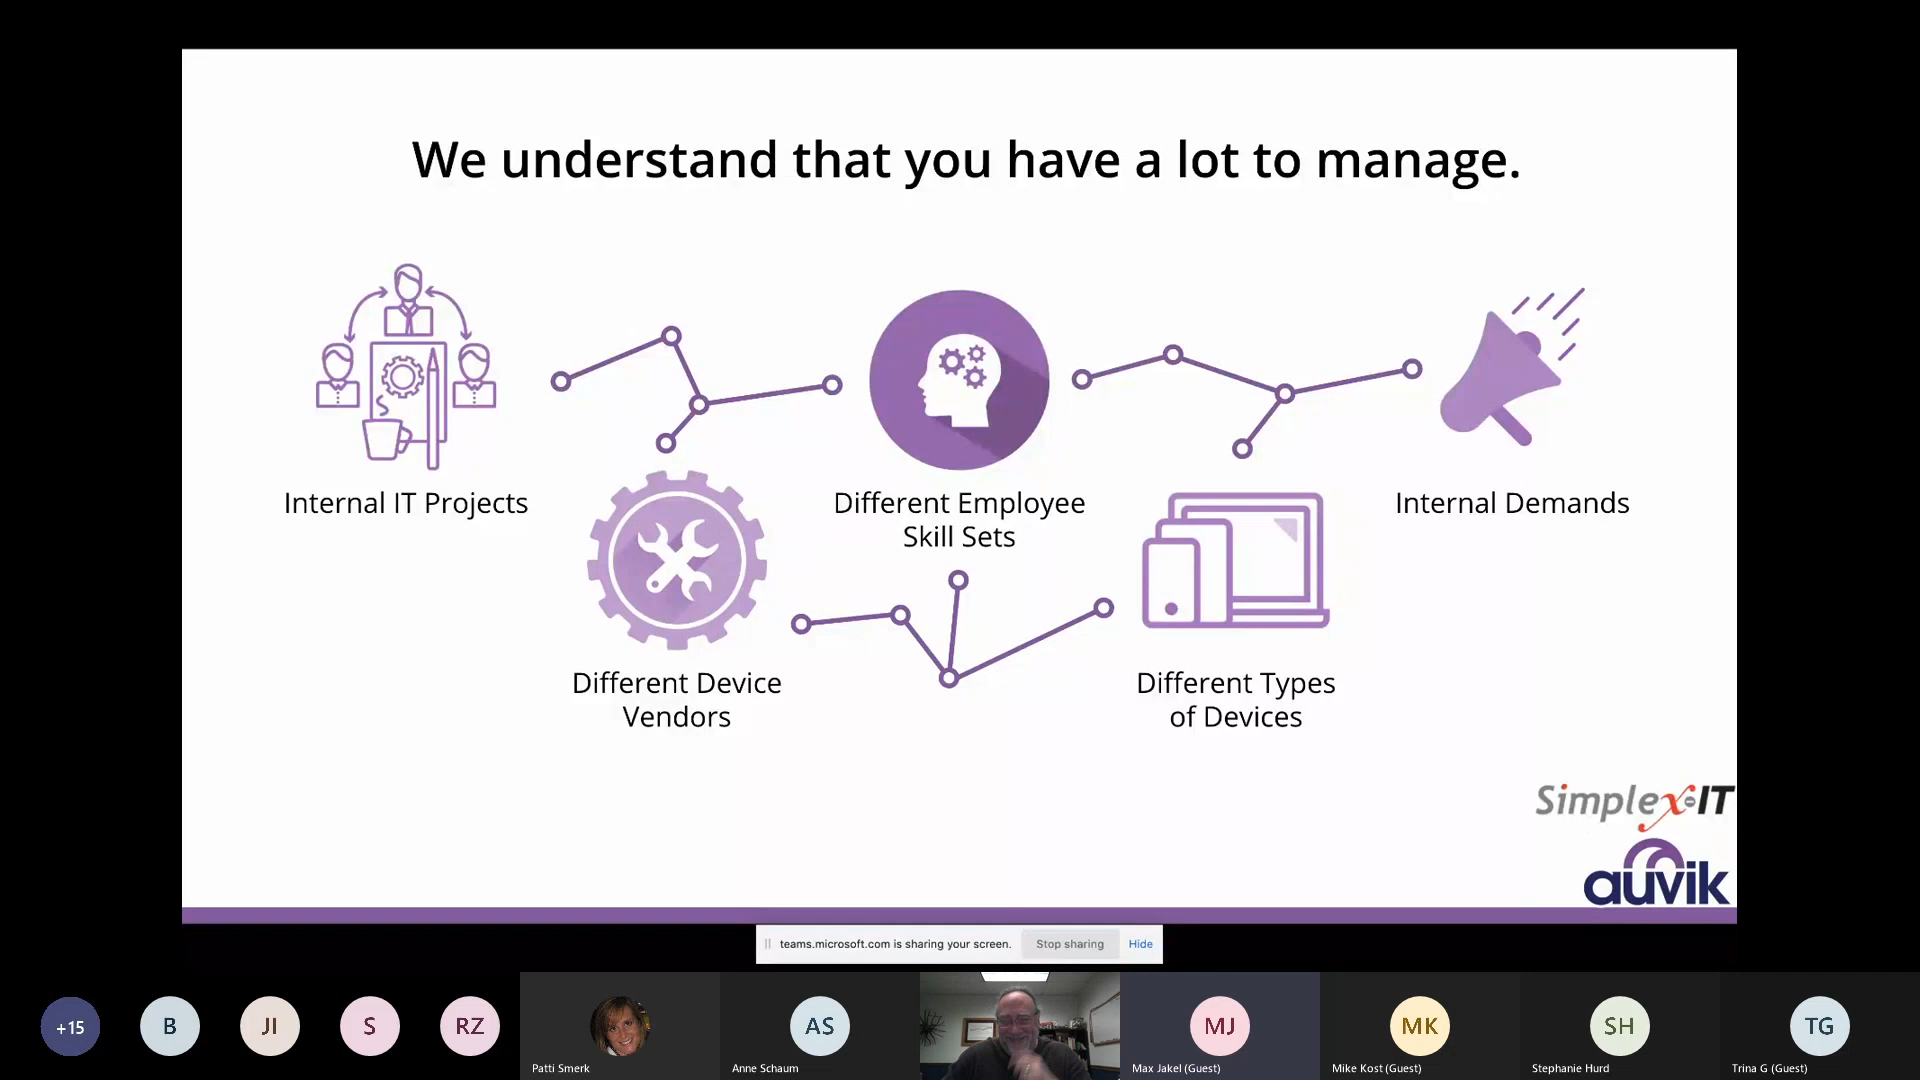 We understand that you have a lot to manage.
Internal IT Projects
Different Employee
Skill Sets
Internal Demands
Different Device
Vendors
Different Types
of Devices
Simplex-IT
auvik
teams.microsoft.com is sharing your screen.
Stop sharing
Hide
+15
B
JI
S
RZ
Patti Smerk
AS
Anne Schaum
MJ
Max Jakel (Guest)
MK
Mike Kost (Guest)
SH
Stephanie Hurd
TG
Trina G (Guest)